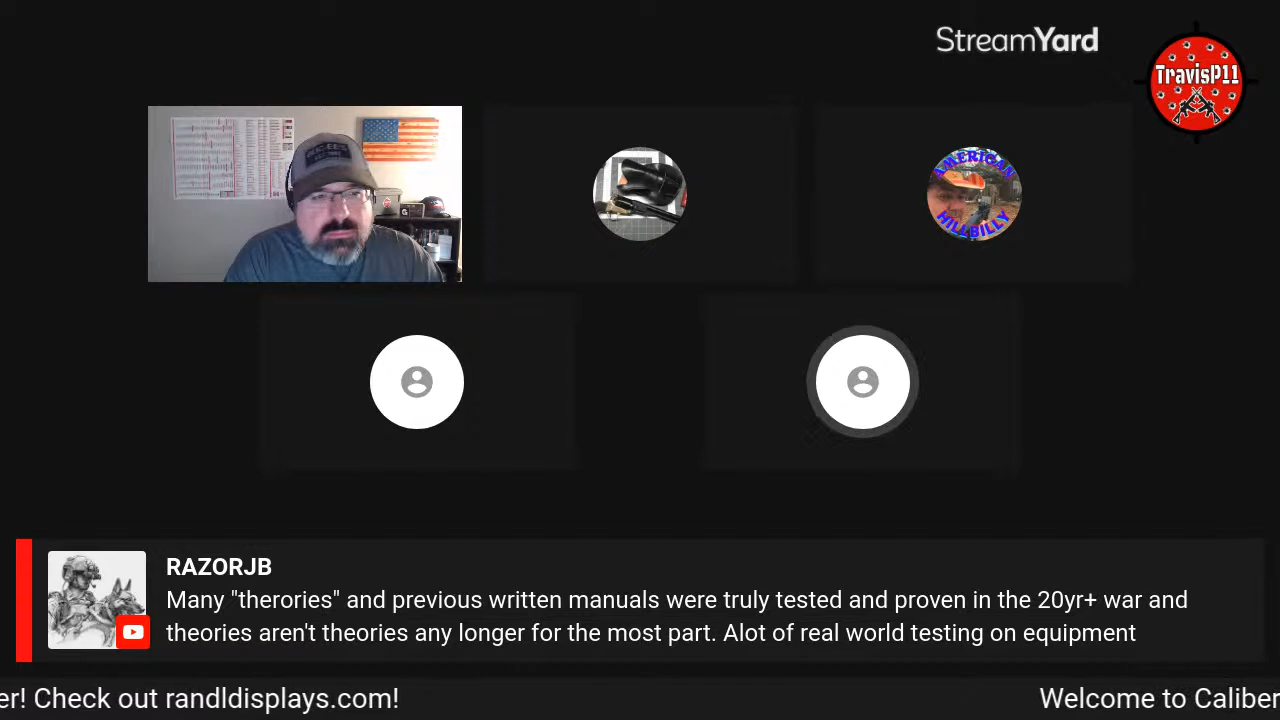 StreamYard
TravisP11
AMERICAN
HILLBILLY
RAZORJB
Many "therories" and previous written manuals were truly tested and proven in the 20yr+ war and
theories aren't theories any longer for the most part. Alot of real world testing on equipment
er! Check out randldisplays.com!
Welcome to Caliber